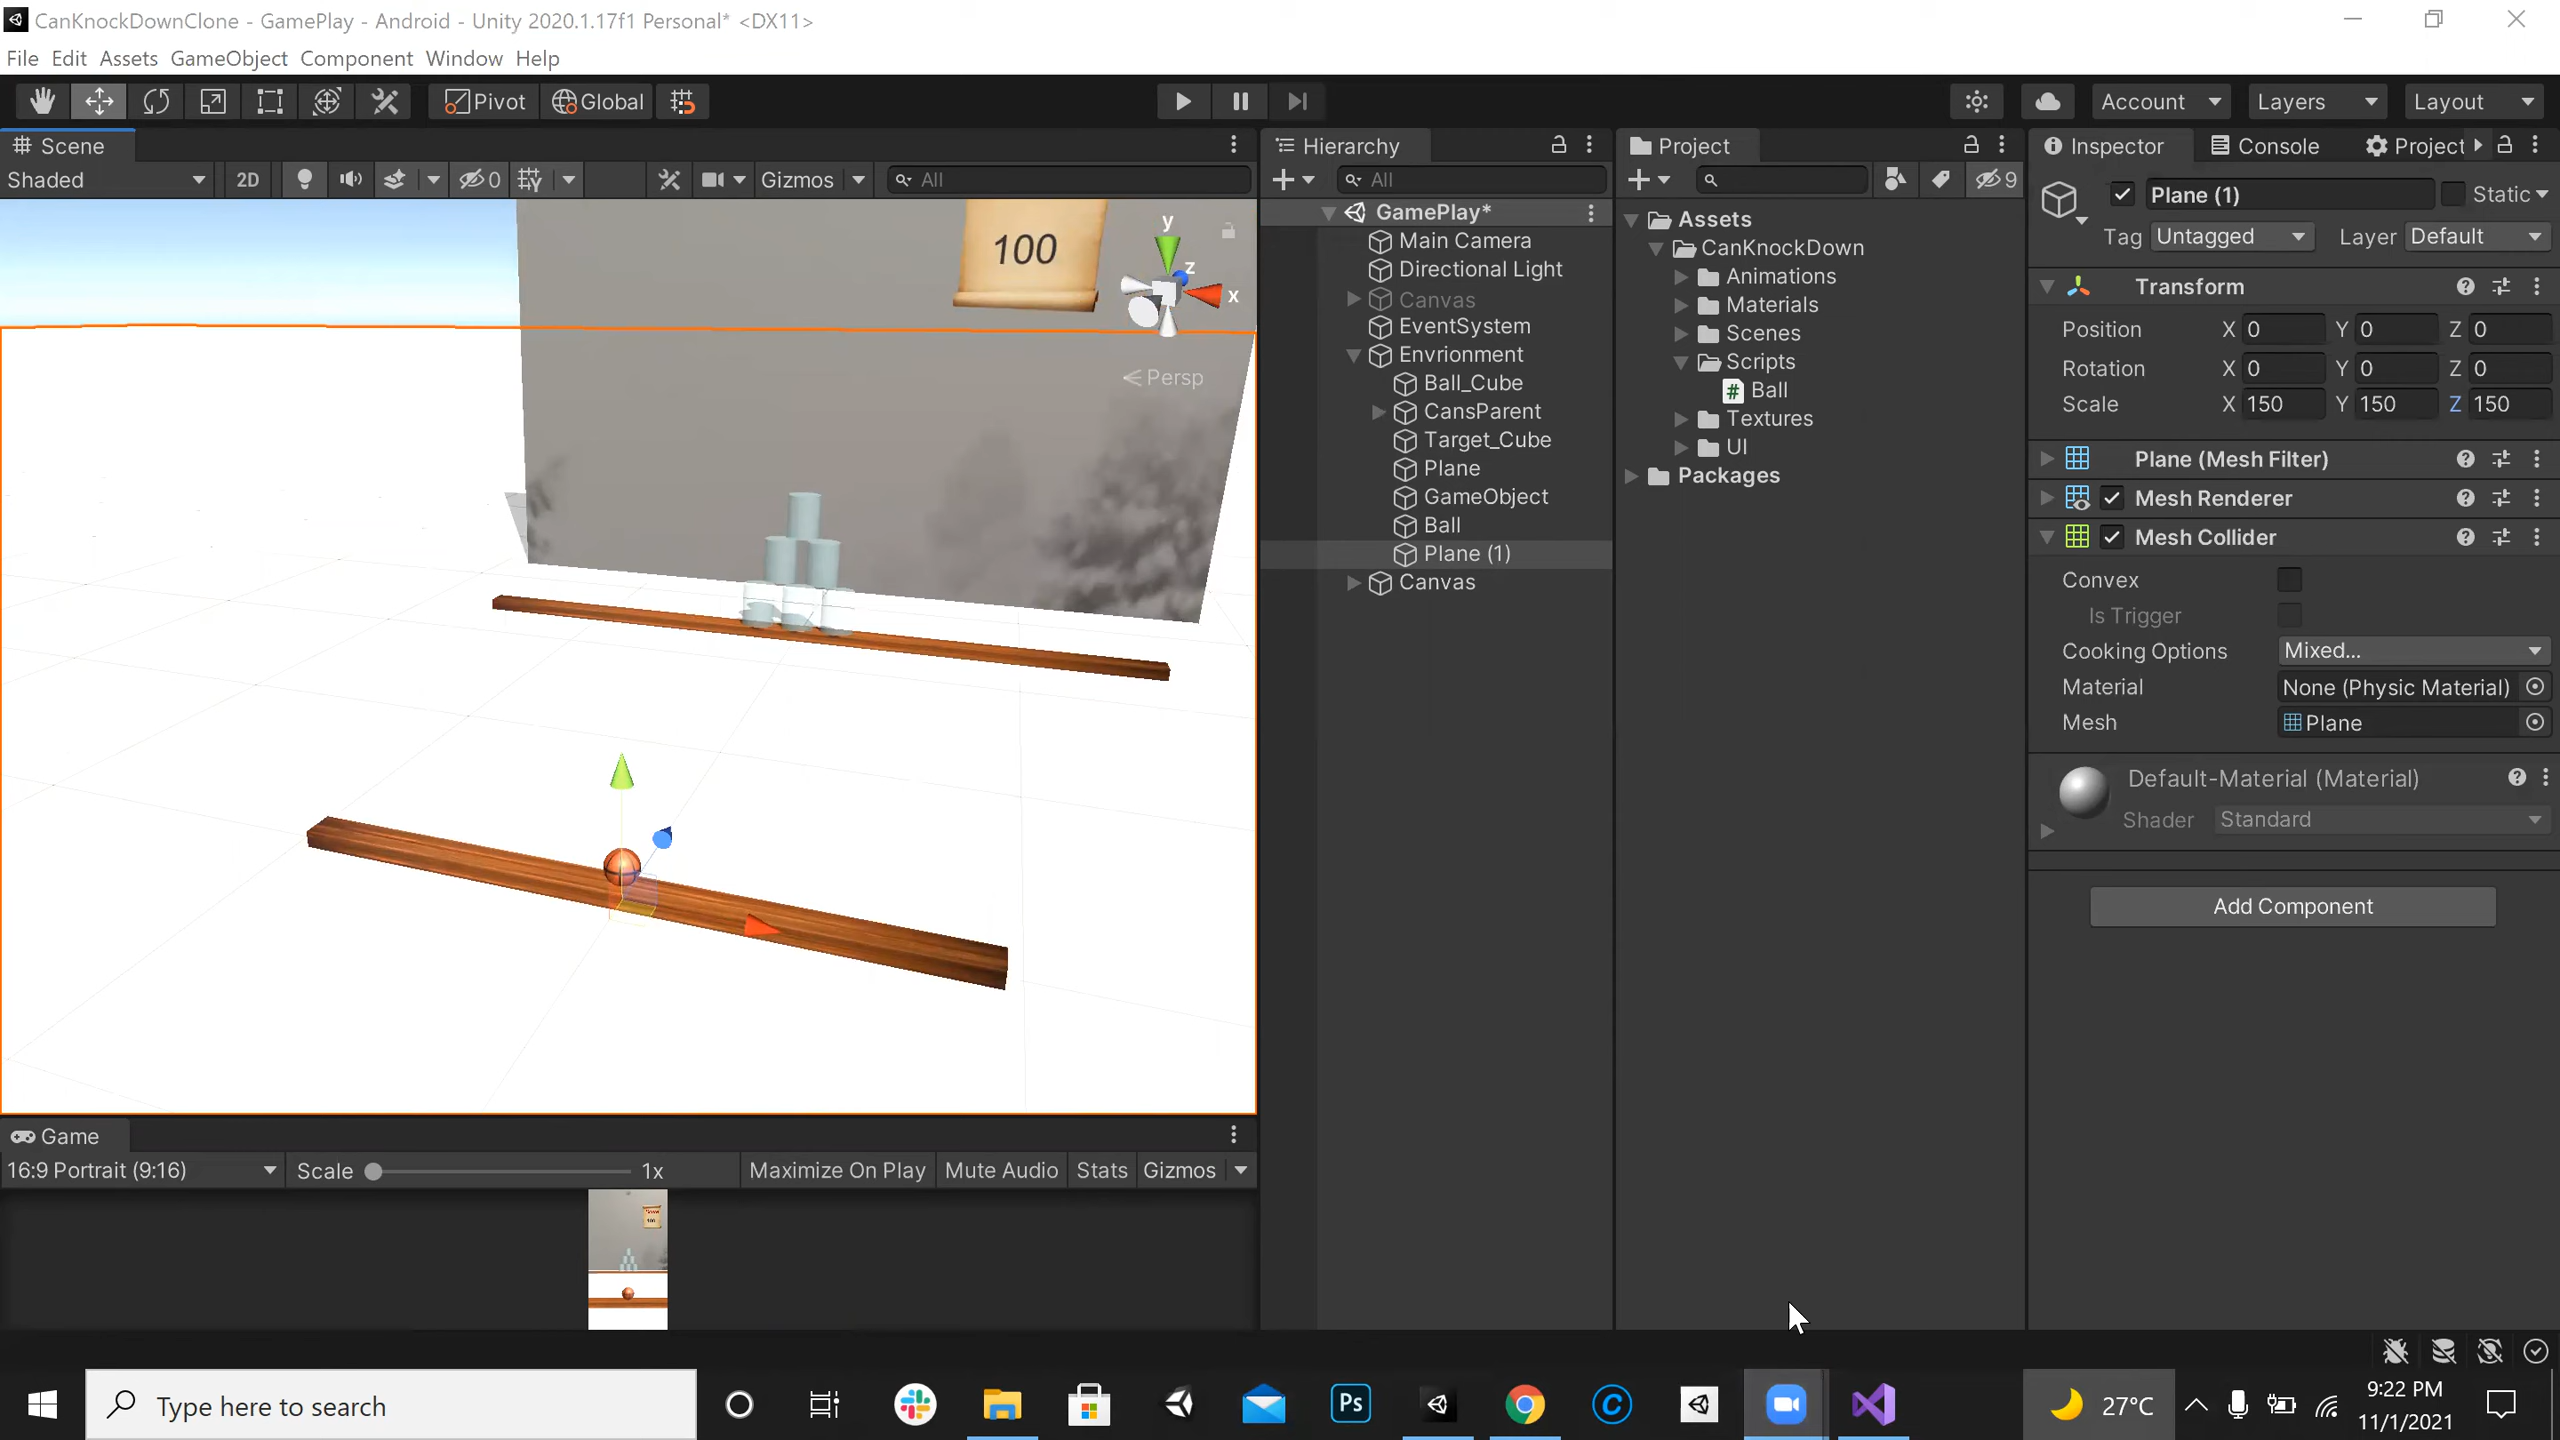 CanKnockDownClone - GamePlay - Android - Unity 2020.1.17f1 Personal* <DX11>
File Edit Assets GameObject Component Window Help
Pivot Global Account Layers Layout
Scene
Shaded 2D 0 Gizmos All
100
y
z
x
Persp
Hierarchy
All
GamePlay*
Main Camera
Directional Light
Canvas
EventSystem
Envrionment
Ball_Cube
CansParent
Target_Cube
Plane
GameObject
Ball
Plane (1)
Canvas
Project
9
Assets
CanKnockDown
Animations
Materials
Scenes
Scripts
# Ball
Textures
UI
Packages
Inspector Console Project
Plane (1) Static
Tag Untagged Layer Default
Transform
Position X 0 Y 0 Z 0
Rotation X 0 Y 0 Z 0
Scale X 150 Y 150 Z 150
Plane (Mesh Filter)
Mesh Renderer
Mesh Collider
Convex
Is Trigger
Cooking Options Mixed...
Material None (Physic Material)
Mesh Plane
Default-Material (Material)
Shader Standard
Add Component
Game
16:9 Portrait (9:16) Scale 1x Maximize On Play Mute Audio Stats Gizmos
100
Type here to search
Ps
27°C
9:22 PM
11/1/2021